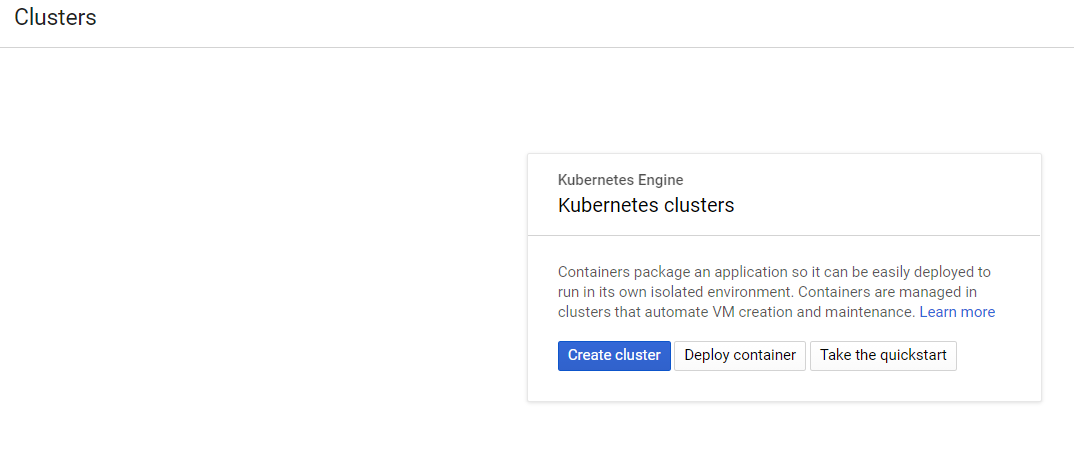 Clusters
Kubernetes Engine
Kubernetes clusters
Containers package an application so it can be easily deployed to
run in its own isolated environment. Containers are managed in
clusters that automate VM creation and maintenance. Learn more
Create cluster Deploy container Take the quickstart